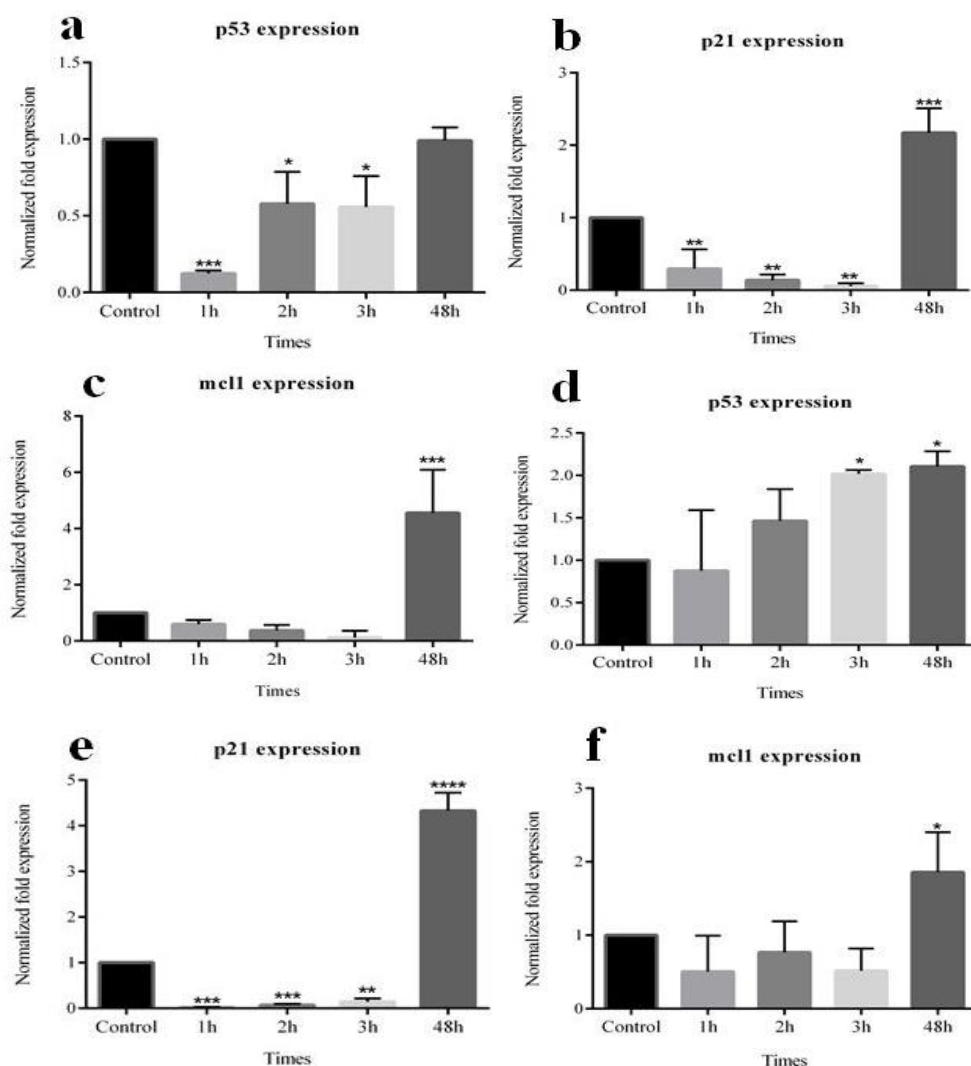 a
p53 expression
Normalized fold expression
1.5
1.0
0.5
0.0
***
*
*
Control 1h 2h 3h 48h
Times
b
p21 expression
Normalized fold expression
3
2
1
0
**
**
**
***
Control 1h 2h 3h 48h
Times
c
mcl1 expression
Normalized fold expression
8
6
4
2
0
***
Control 1h 2h 3h 48h
Times
d
p53 expression
Normalized fold expression
2.5
2.0
1.5
1.0
0.5
0.0
*
*
Control 1h 2h 3h 48h
Times
e
p21 expression
Normalized fold expression
5
4
3
2
1
0
***
***
**
****
Control 1h 2h 3h 48h
Times
f
mcl1 expression
Normalized fold expression
3
2
1
0
*
Control 1h 2h 3h 48h
Times